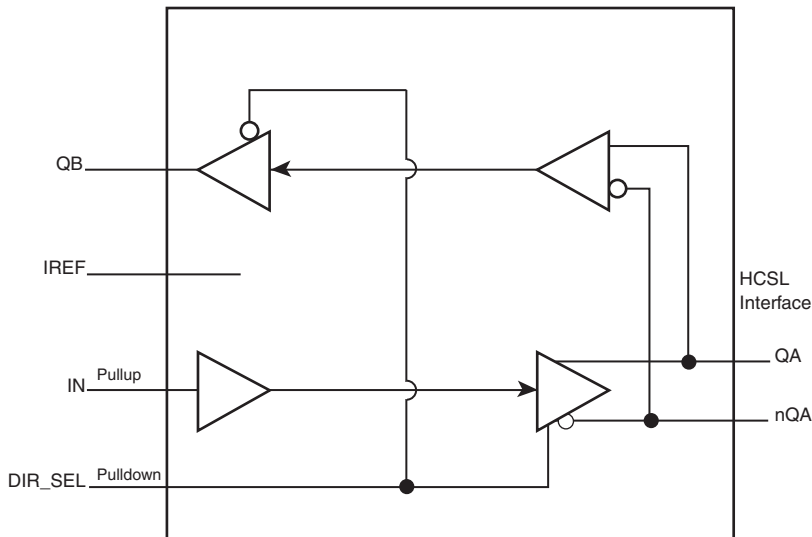 QB
IREF
HCSL
Interface
QA
IN Pullup
nQA
DIR_SEL Pulldown